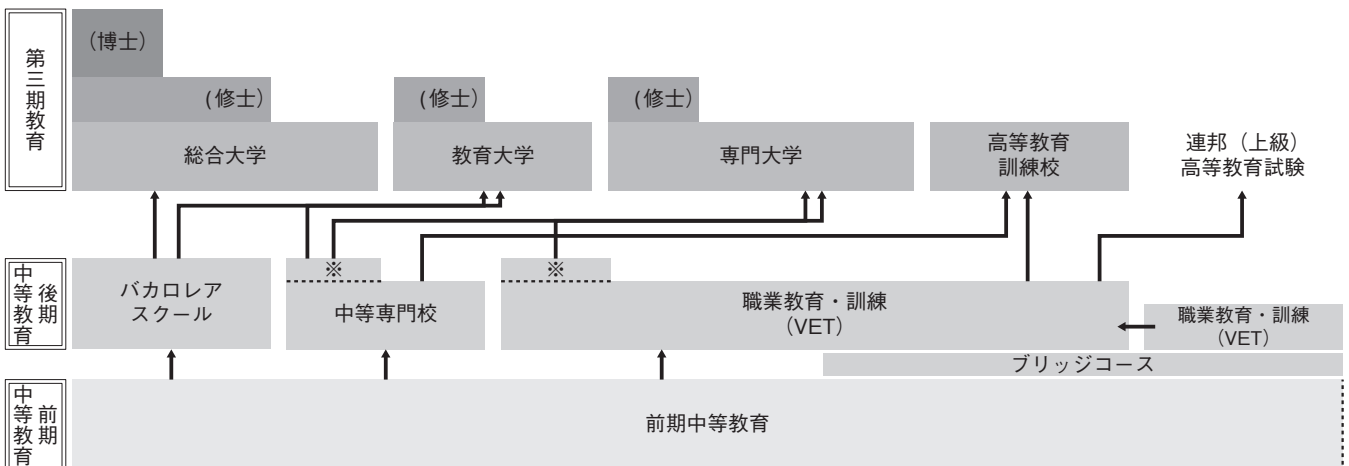 第三期教育
（博士）
（修士）
（修士）
（修士）
総合大学
教育大学
専門大学
高等教育
訓練校
連邦（上級）
高等教育試験
後期
中等教育
バカロレア
スクール
※
中等専門校
※
職業教育・訓練
（VET）
職業教育・訓練
（VET）
ブリッジコース
前期
中等教育
前期中等教育